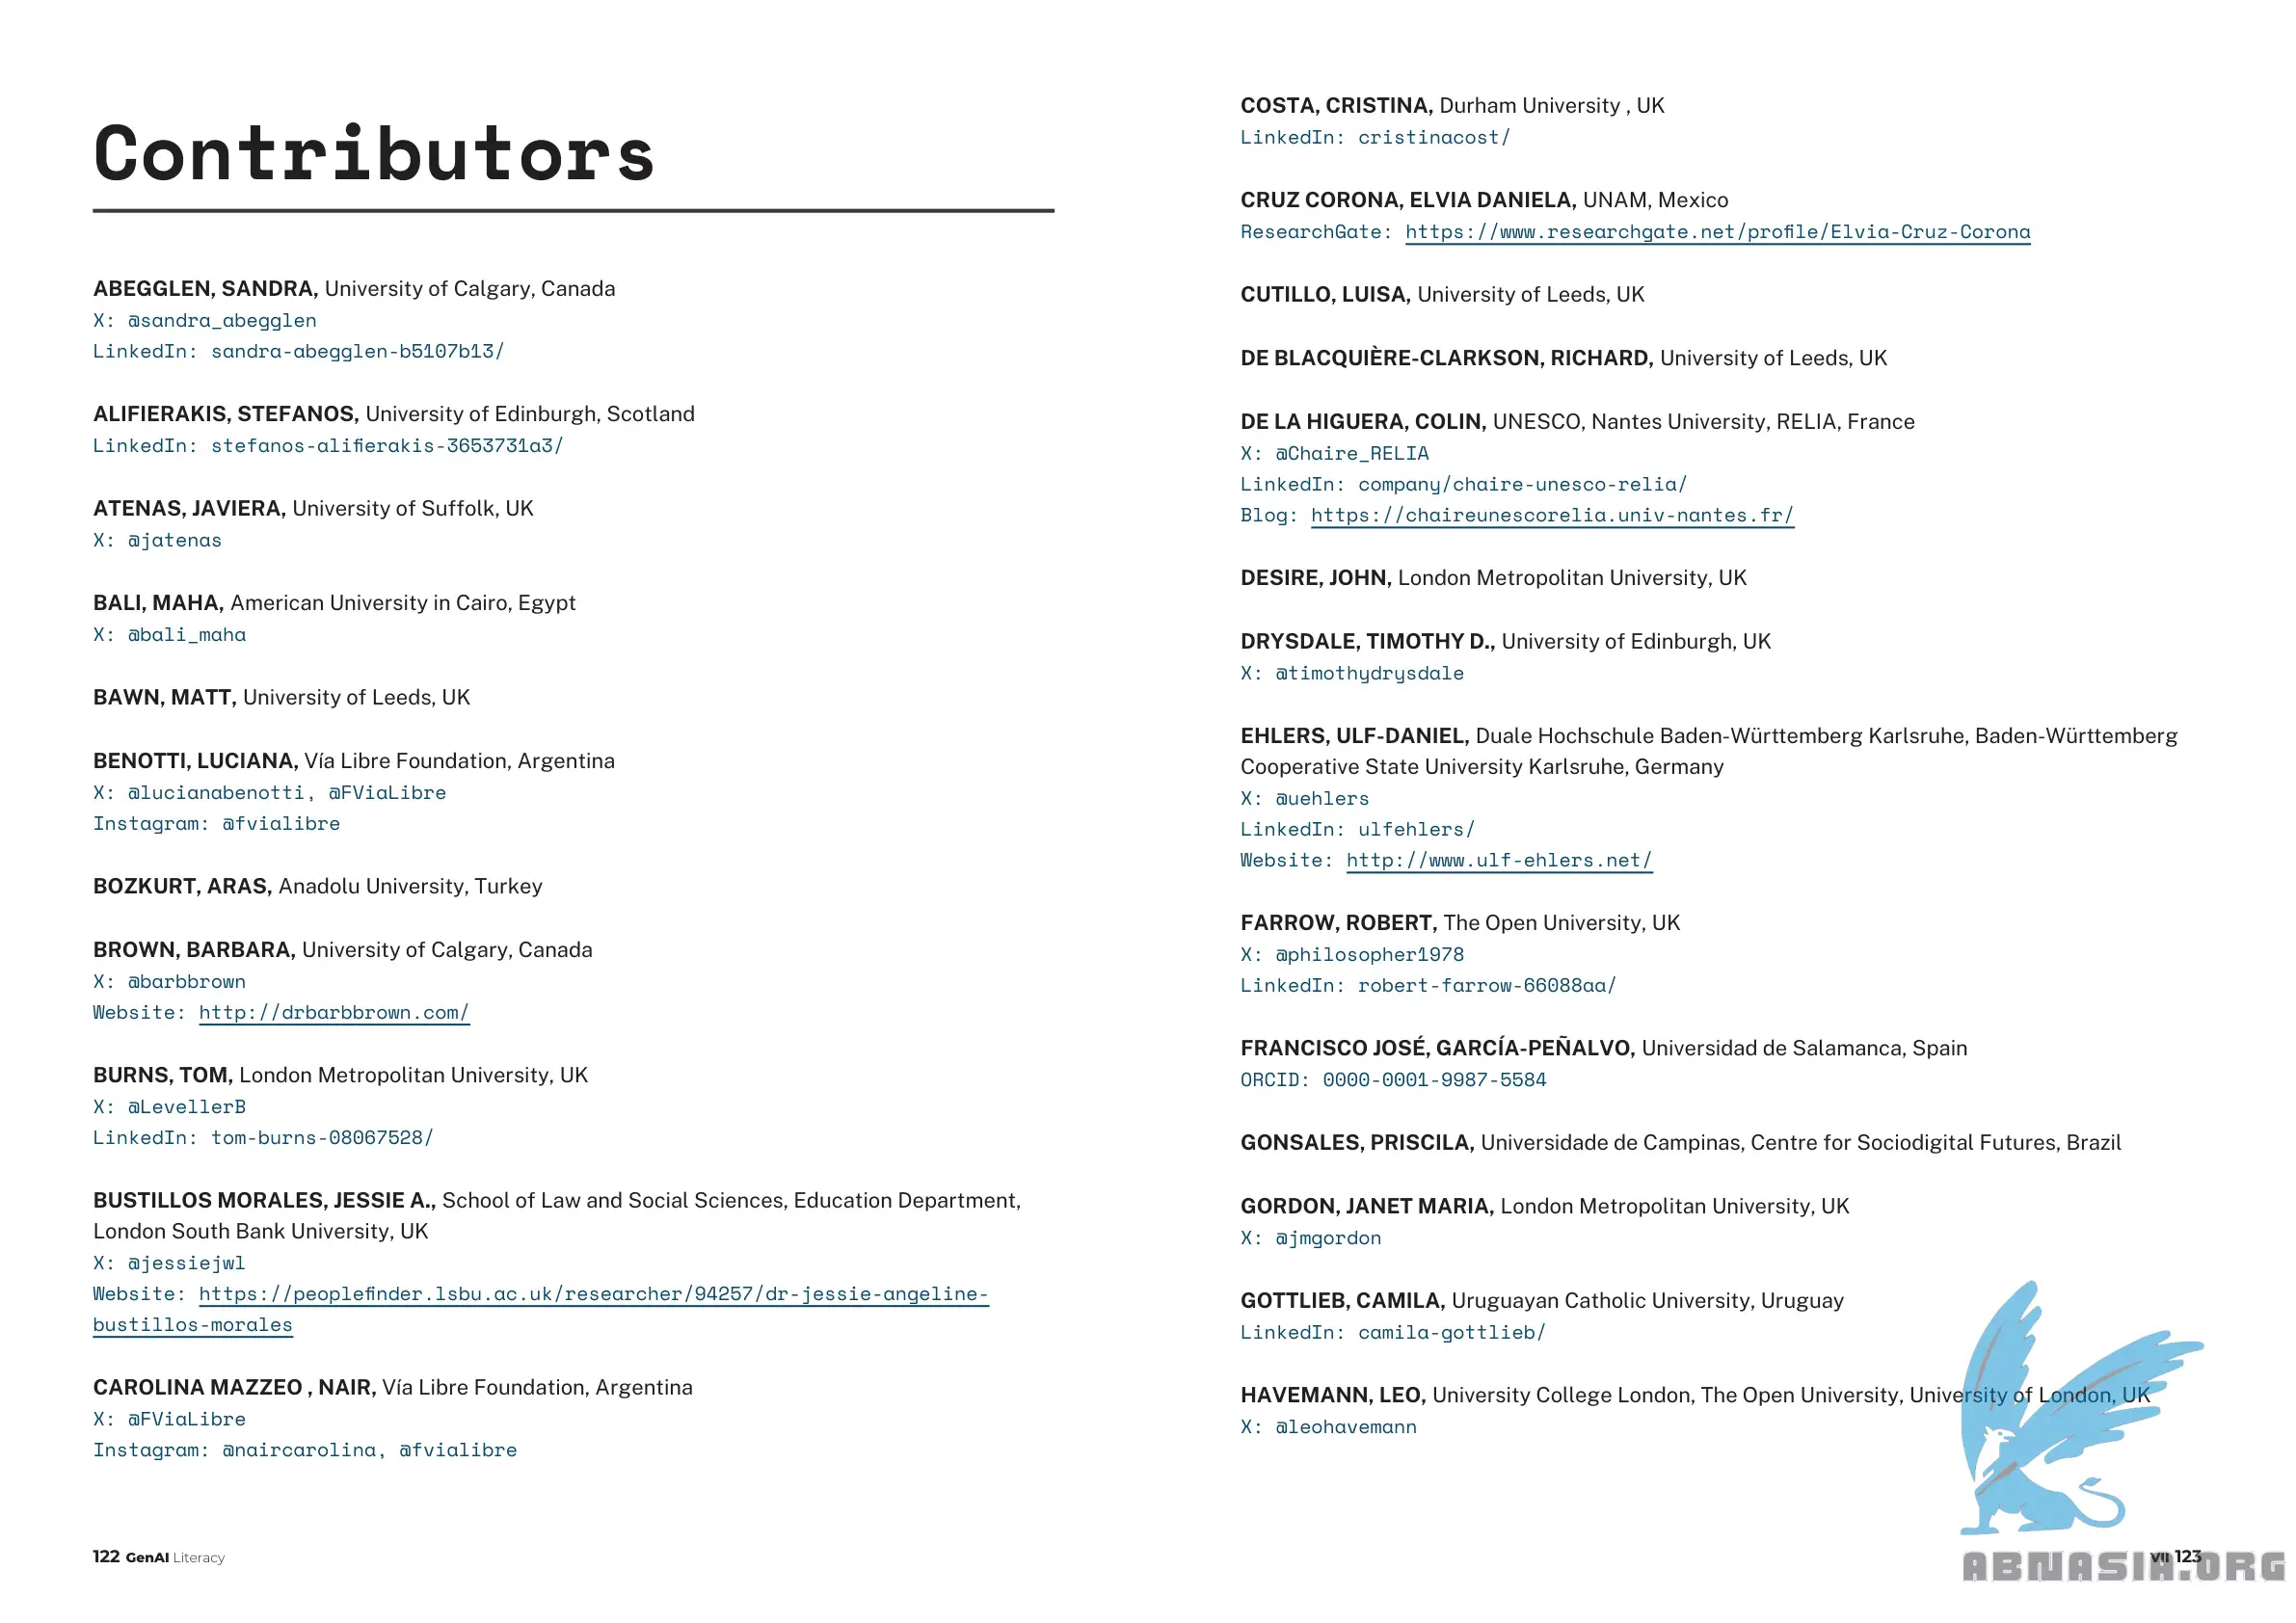 Contributors
ABEGGLEN, SANDRA, University of Calgary, Canada
X: @sandra_abegglen
LinkedIn: sandra-abegglen-b5107b13/
ALIFIERAKIS, STEFANOS, University of Edinburgh, Scotland
LinkedIn: stefanos-alifierakis-3653731a3/
ATENAS, JAVIERA, University of Suffolk, UK
X: @jatenas
BALI, MAHA, American University in Cairo, Egypt
X: @bali_maha
BAWN, MATT, University of Leeds, UK
BENOTTI, LUCIANA, Vía Libre Foundation, Argentina
X: @lucianabenotti, @FViaLibre
Instagram: @fvialibre
BOZKURT, ARAS, Anadolu University, Turkey
BROWN, BARBARA, University of Calgary, Canada
X: @barbbrown
Website: http://drbarbbrown.com/
BURNS, TOM, London Metropolitan University, UK
X: @LevellerB
LinkedIn: tom-burns-08067528/
BUSTILLOS MORALES, JESSIE A., School of Law and Social Sciences, Education Department,
London South Bank University, UK
X: @jessiejwl
Website: https://peoplefinder.lsbu.ac.uk/researcher/94257/dr-jessie-angeline-
bustillos-morales
CAROLINA MAZZEO , NAIR, Vía Libre Foundation, Argentina
X: @FViaLibre
Instagram: @naircarolina, @fvialibre
122 GenAI Literacy
COSTA, CRISTINA, Durham University , UK
LinkedIn: cristinacost/
CRUZ CORONA, ELVIA DANIELA, UNAM, Mexico
ResearchGate: https://www.researchgate.net/profile/Elvia-Cruz-Corona
CUTILLO, LUISA, University of Leeds, UK
DE BLACQUIÈRE-CLARKSON, RICHARD, University of Leeds, UK
DE LA HIGUERA, COLIN, UNESCO, Nantes University, RELIA, France
X: @Chaire_RELIA
LinkedIn: company/chaire-unesco-relia/
Blog: https://chaireunescorelia.univ-nantes.fr/
DESIRE, JOHN, London Metropolitan University, UK
DRYSDALE, TIMOTHY D., University of Edinburgh, UK
X: @timothydrysdale
EHLERS, ULF-DANIEL, Duale Hochschule Baden-Württemberg Karlsruhe, Baden-Württemberg
Cooperative State University Karlsruhe, Germany
X: @uehlers
LinkedIn: ulfehlers/
Website: http://www.ulf-ehlers.net/
FARROW, ROBERT, The Open University, UK
X: @philosopher1978
LinkedIn: robert-farrow-66088aa/
FRANCISCO JOSÉ, GARCÍA-PEÑALVO, Universidad de Salamanca, Spain
ORCID: 0000-0001-9987-5584
GONSALES, PRISCILA, Universidade de Campinas, Centre for Sociodigital Futures, Brazil
GORDON, JANET MARIA, London Metropolitan University, UK
X: @jmgordon
GOTTLIEB, CAMILA, Uruguayan Catholic University, Uruguay
LinkedIn: camila-gottlieb/
HAVEMANN, LEO, University College London, The Open University, University of London, UK
X: @leohavemann
VII 123
ABNASIA.ORG